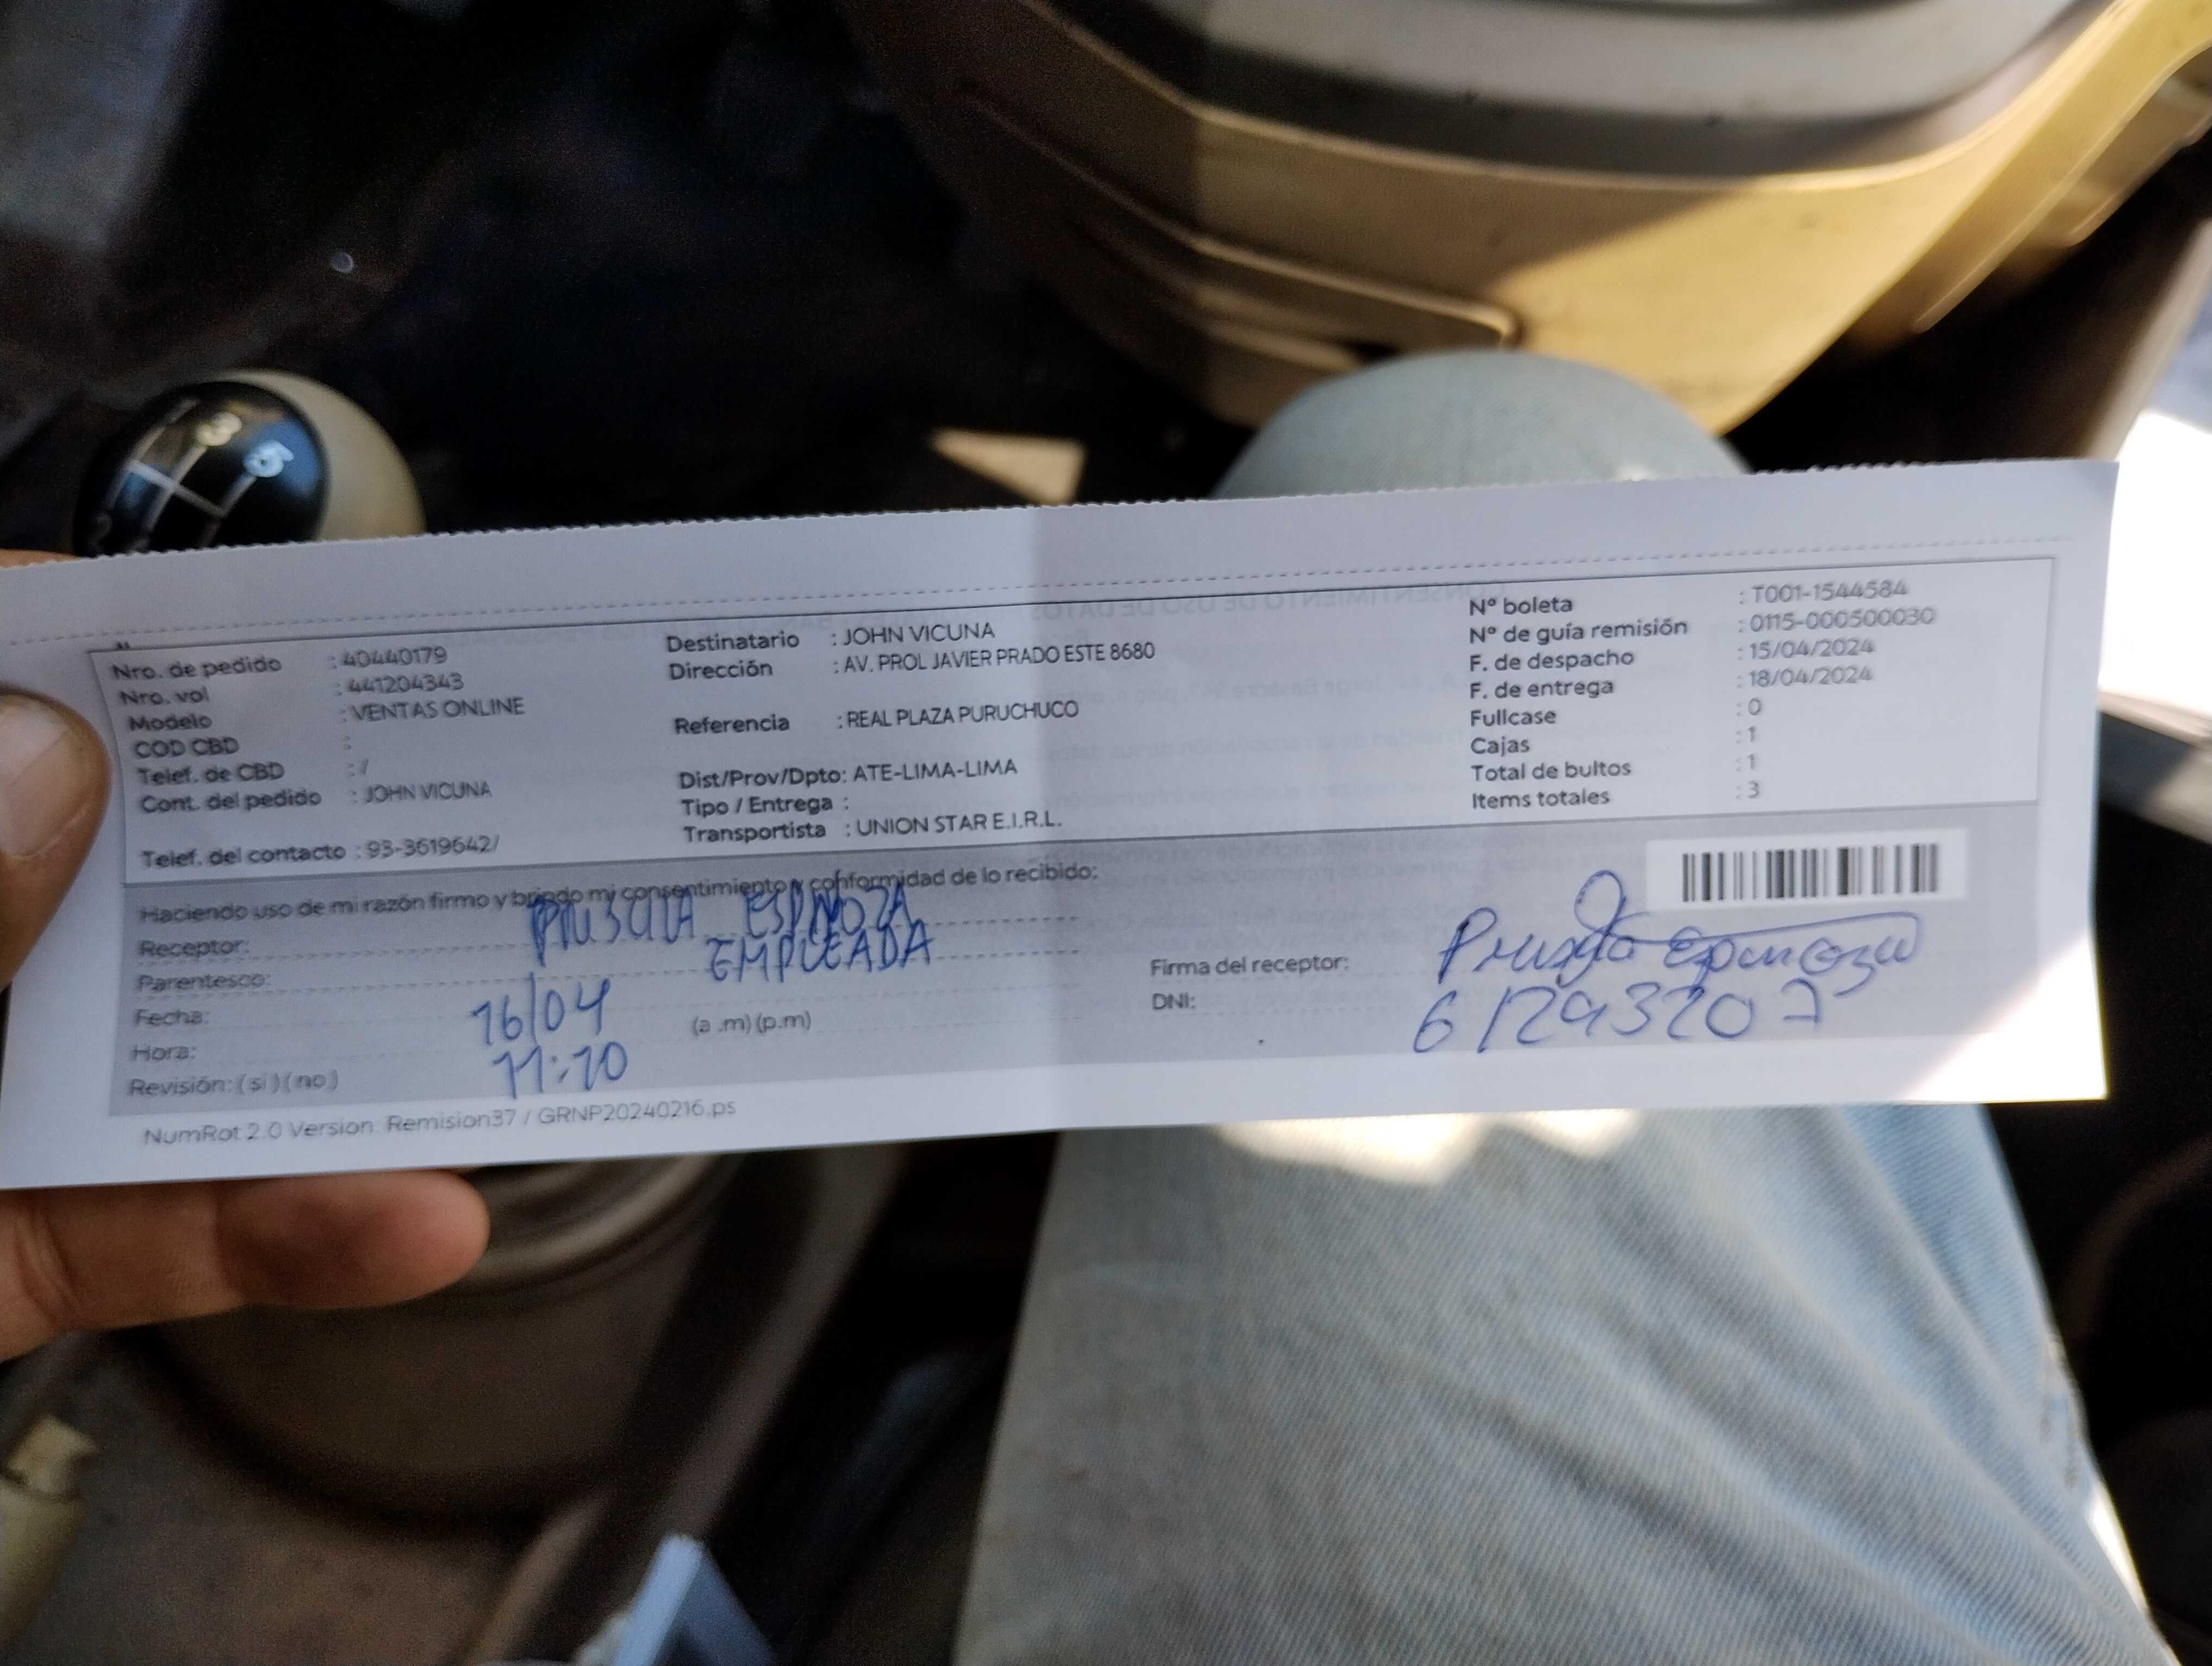 Nro. de pedido : 40440179
Nro. vol : 441204343
Modelo : VENTAS ONLINE
COD CBD :
Telef. de CBD : /
Cont. del pedido : JOHN VICUNA
Telef. del contacto : 93-3619642/
Destinatario : JOHN VICUNA
Dirección : AV. PROL JAVIER PRADO ESTE 8680
Referencia : REAL PLAZA PURUCHUCO
Dist/Prov/Dpto: ATE-LIMA-LIMA
Tipo / Entrega :
Transportista : UNION STAR E.I.R.L.
Nº boleta : T001-1544584
Nº de guía remisión : 0115-000500030
F. de despacho : 15/04/2024
F. de entrega : 18/04/2024
Fullcase : 0
Cajas : 1
Total de bultos : 1
Items totales : 3
Haciendo uso de mi razón firmo y brindo mi consentimiento y conformidad de lo recibido:
Receptor: ESPINOZA
Parentesco: EMPLEADA
Fecha: 16/04
Hora: 11:10 (a .m) (p.m)
Revisión: (si) (no)
Firma del receptor:
DNI: 61293207
NumRot 2.0 Version: Remision37 / GRNP20240216.ps
3
5